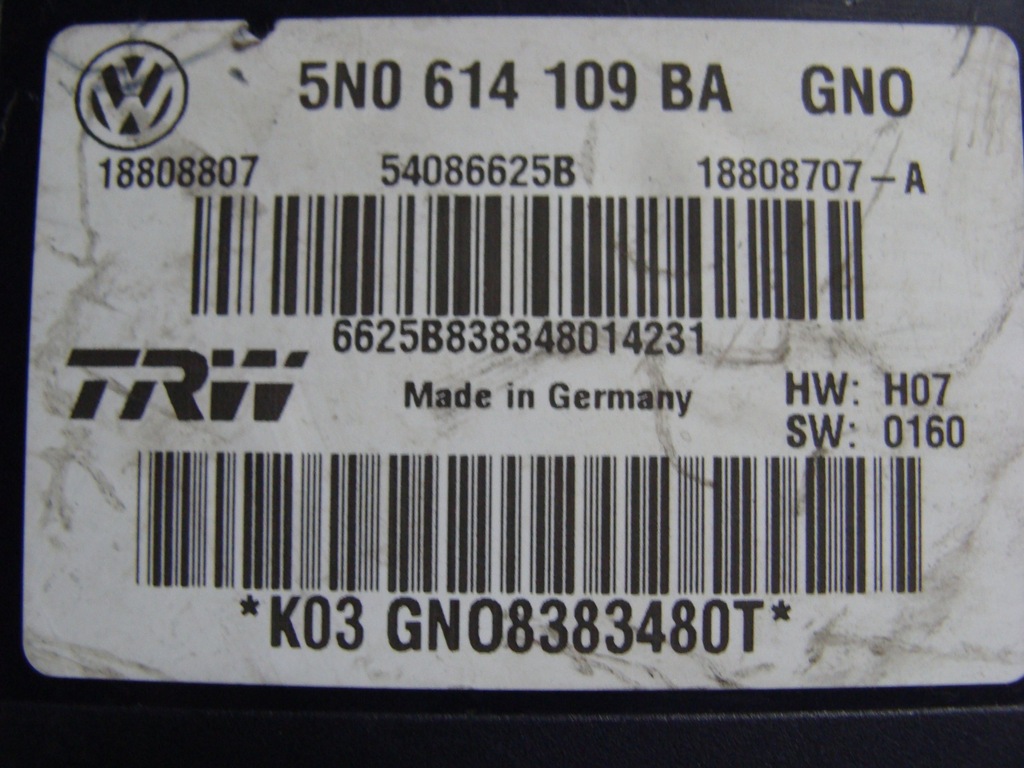 5N0 614 109 BA GNO
18808807 54086625B 18808707-A
6625B838348014231
TRW
Made in Germany
HW: H07
SW: 0160
*K03 GNO8383480T*